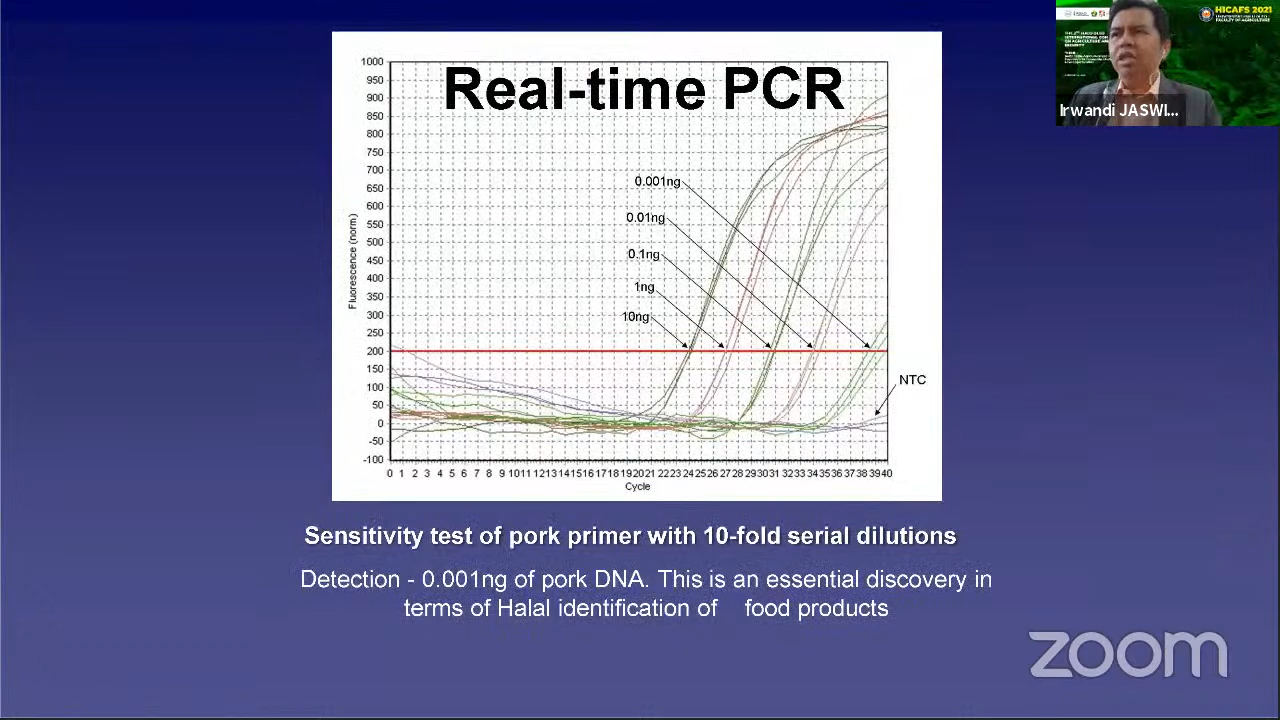 Real-time PCR
1000
950
900
850
800
750
700
650
600
550
500
450
400
350
300
250
200
150
100
50
0
-50
-100
Fluorescence (norm)
0.001ng
0.01ng
0.1ng
1ng
10ng
NTC
0 1 2 3 4 5 6 7 8 9 10 11 12 13 14 15 16 17 18 19 20 21 22 23 24 25 26 27 28 29 30 31 32 33 34 35 36 37 38 39 40
Cycle
Sensitivity test of pork primer with 10-fold serial dilutions
Detection - 0.001ng of pork DNA. This is an essential discovery in
terms of Halal identification of food products
HICAFS 2021
FACULTY OF AGRICULTURE
Irwandi JASWI...
zoom